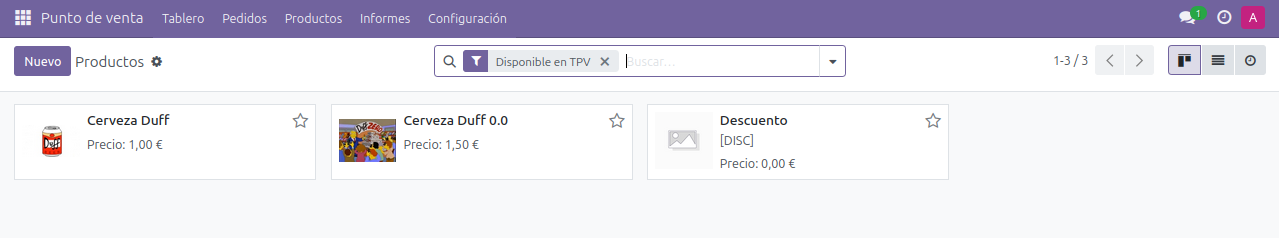 Punto de venta Tablero Pedidos Productos Informes Configuración 1 A
Nuevo Productos Disponible en TPV Buscar... 1-3 / 3
Cerveza Duff
Precio: 1,00 €
Cerveza Duff 0.0
Precio: 1,50 €
Descuento
[DISC]
Precio: 0,00 €
Duff